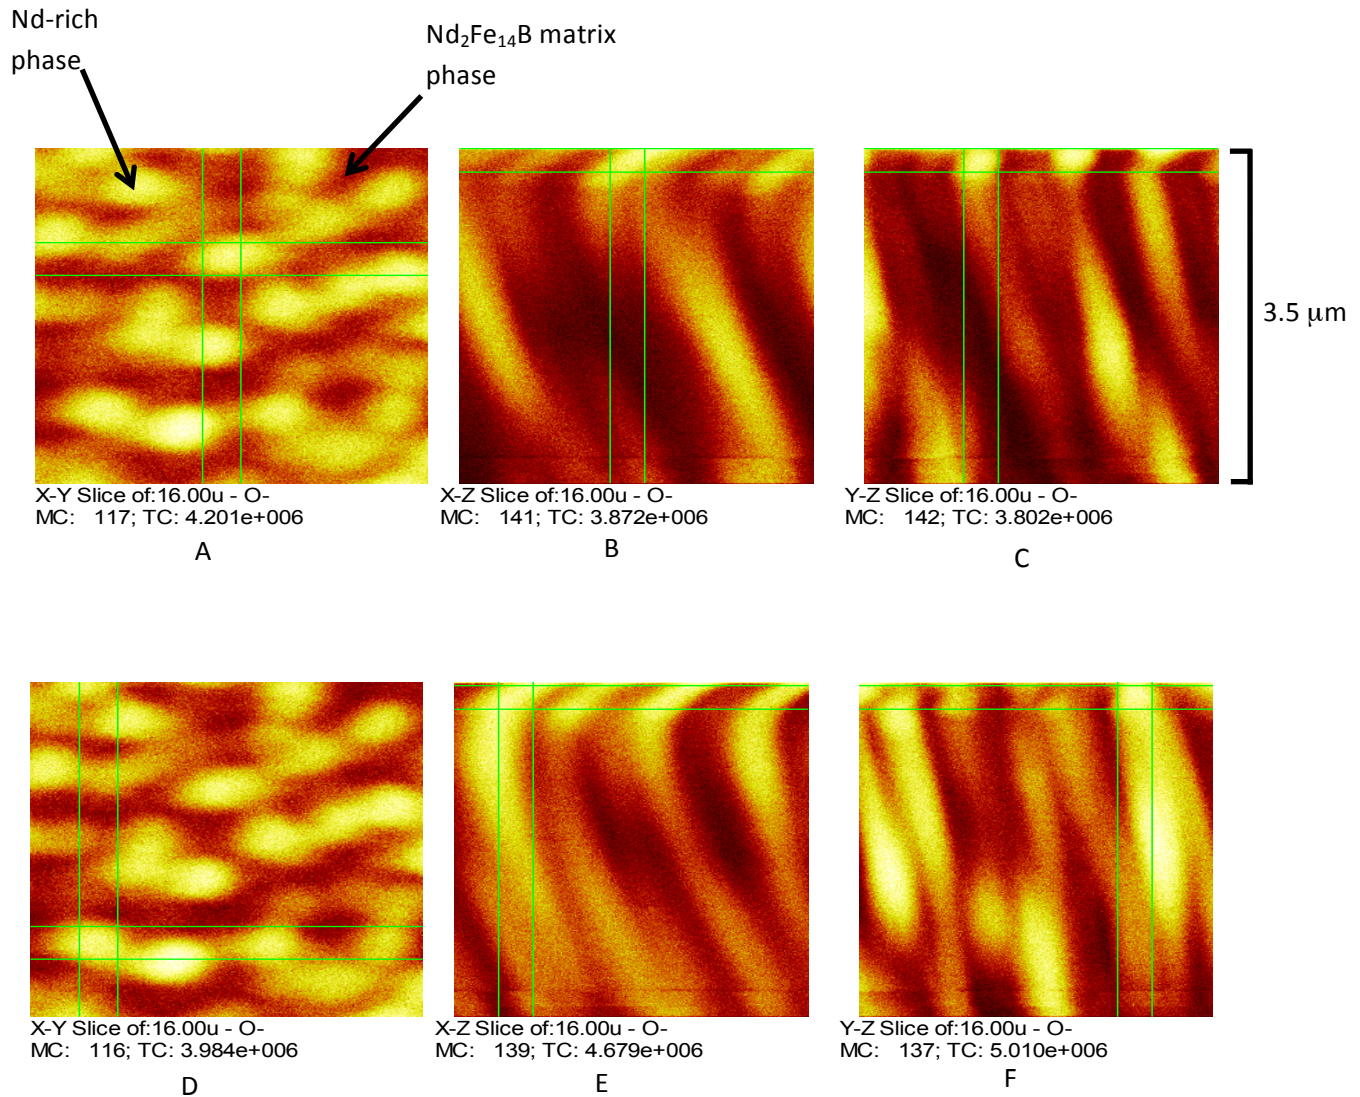 Nd-rich
phase
Nd₂Fe₁₄B matrix
phase
3.5 μm
X-Y Slice of:16.00u - O-
MC: 117; TC: 4.201e+006
A
X-Z Slice of:16.00u - O-
MC: 141; TC: 3.872e+006
B
Y-Z Slice of:16.00u - O-
MC: 142; TC: 3.802e+006
C
X-Y Slice of:16.00u - O-
MC: 116; TC: 3.984e+006
D
X-Z Slice of:16.00u - O-
MC: 139; TC: 4.679e+006
E
Y-Z Slice of:16.00u - O-
MC: 137; TC: 5.010e+006
F